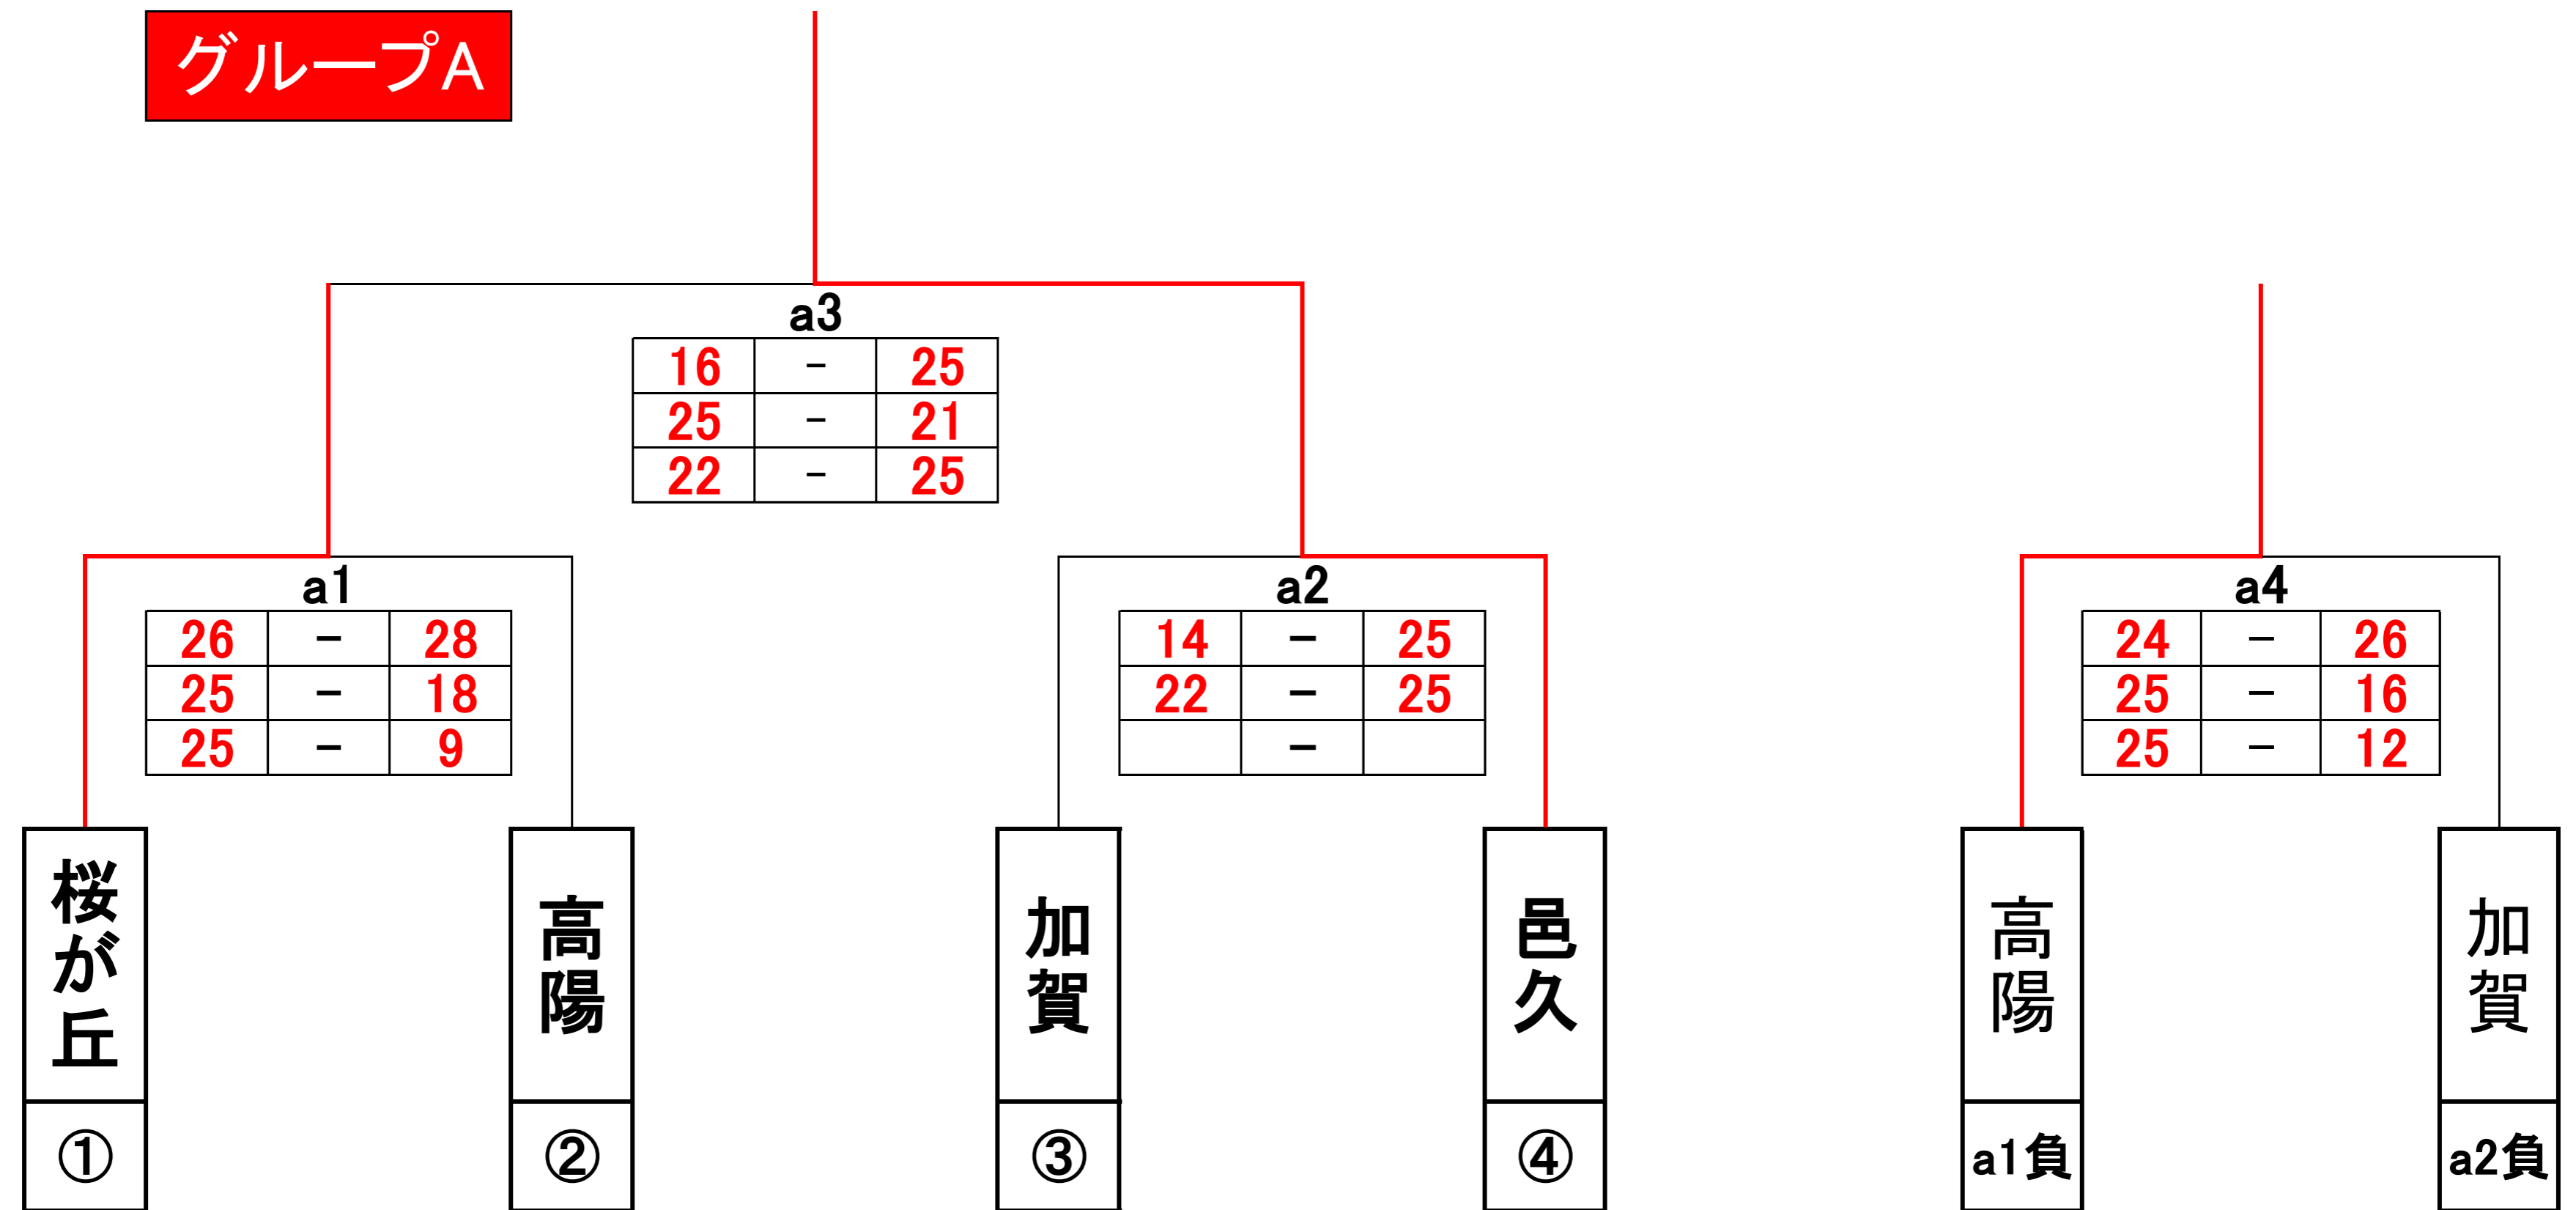 グループA
a3
16 - 25
25 - 21
22 - 25
a1
26 - 28
25 - 18
25 - 9
a2
14 - 25
22 - 25
-
a4
24 - 26
25 - 16
25 - 12
桜が丘
高陽
加賀
邑久
高陽
加賀
①
②
③
④
a1負
a2負